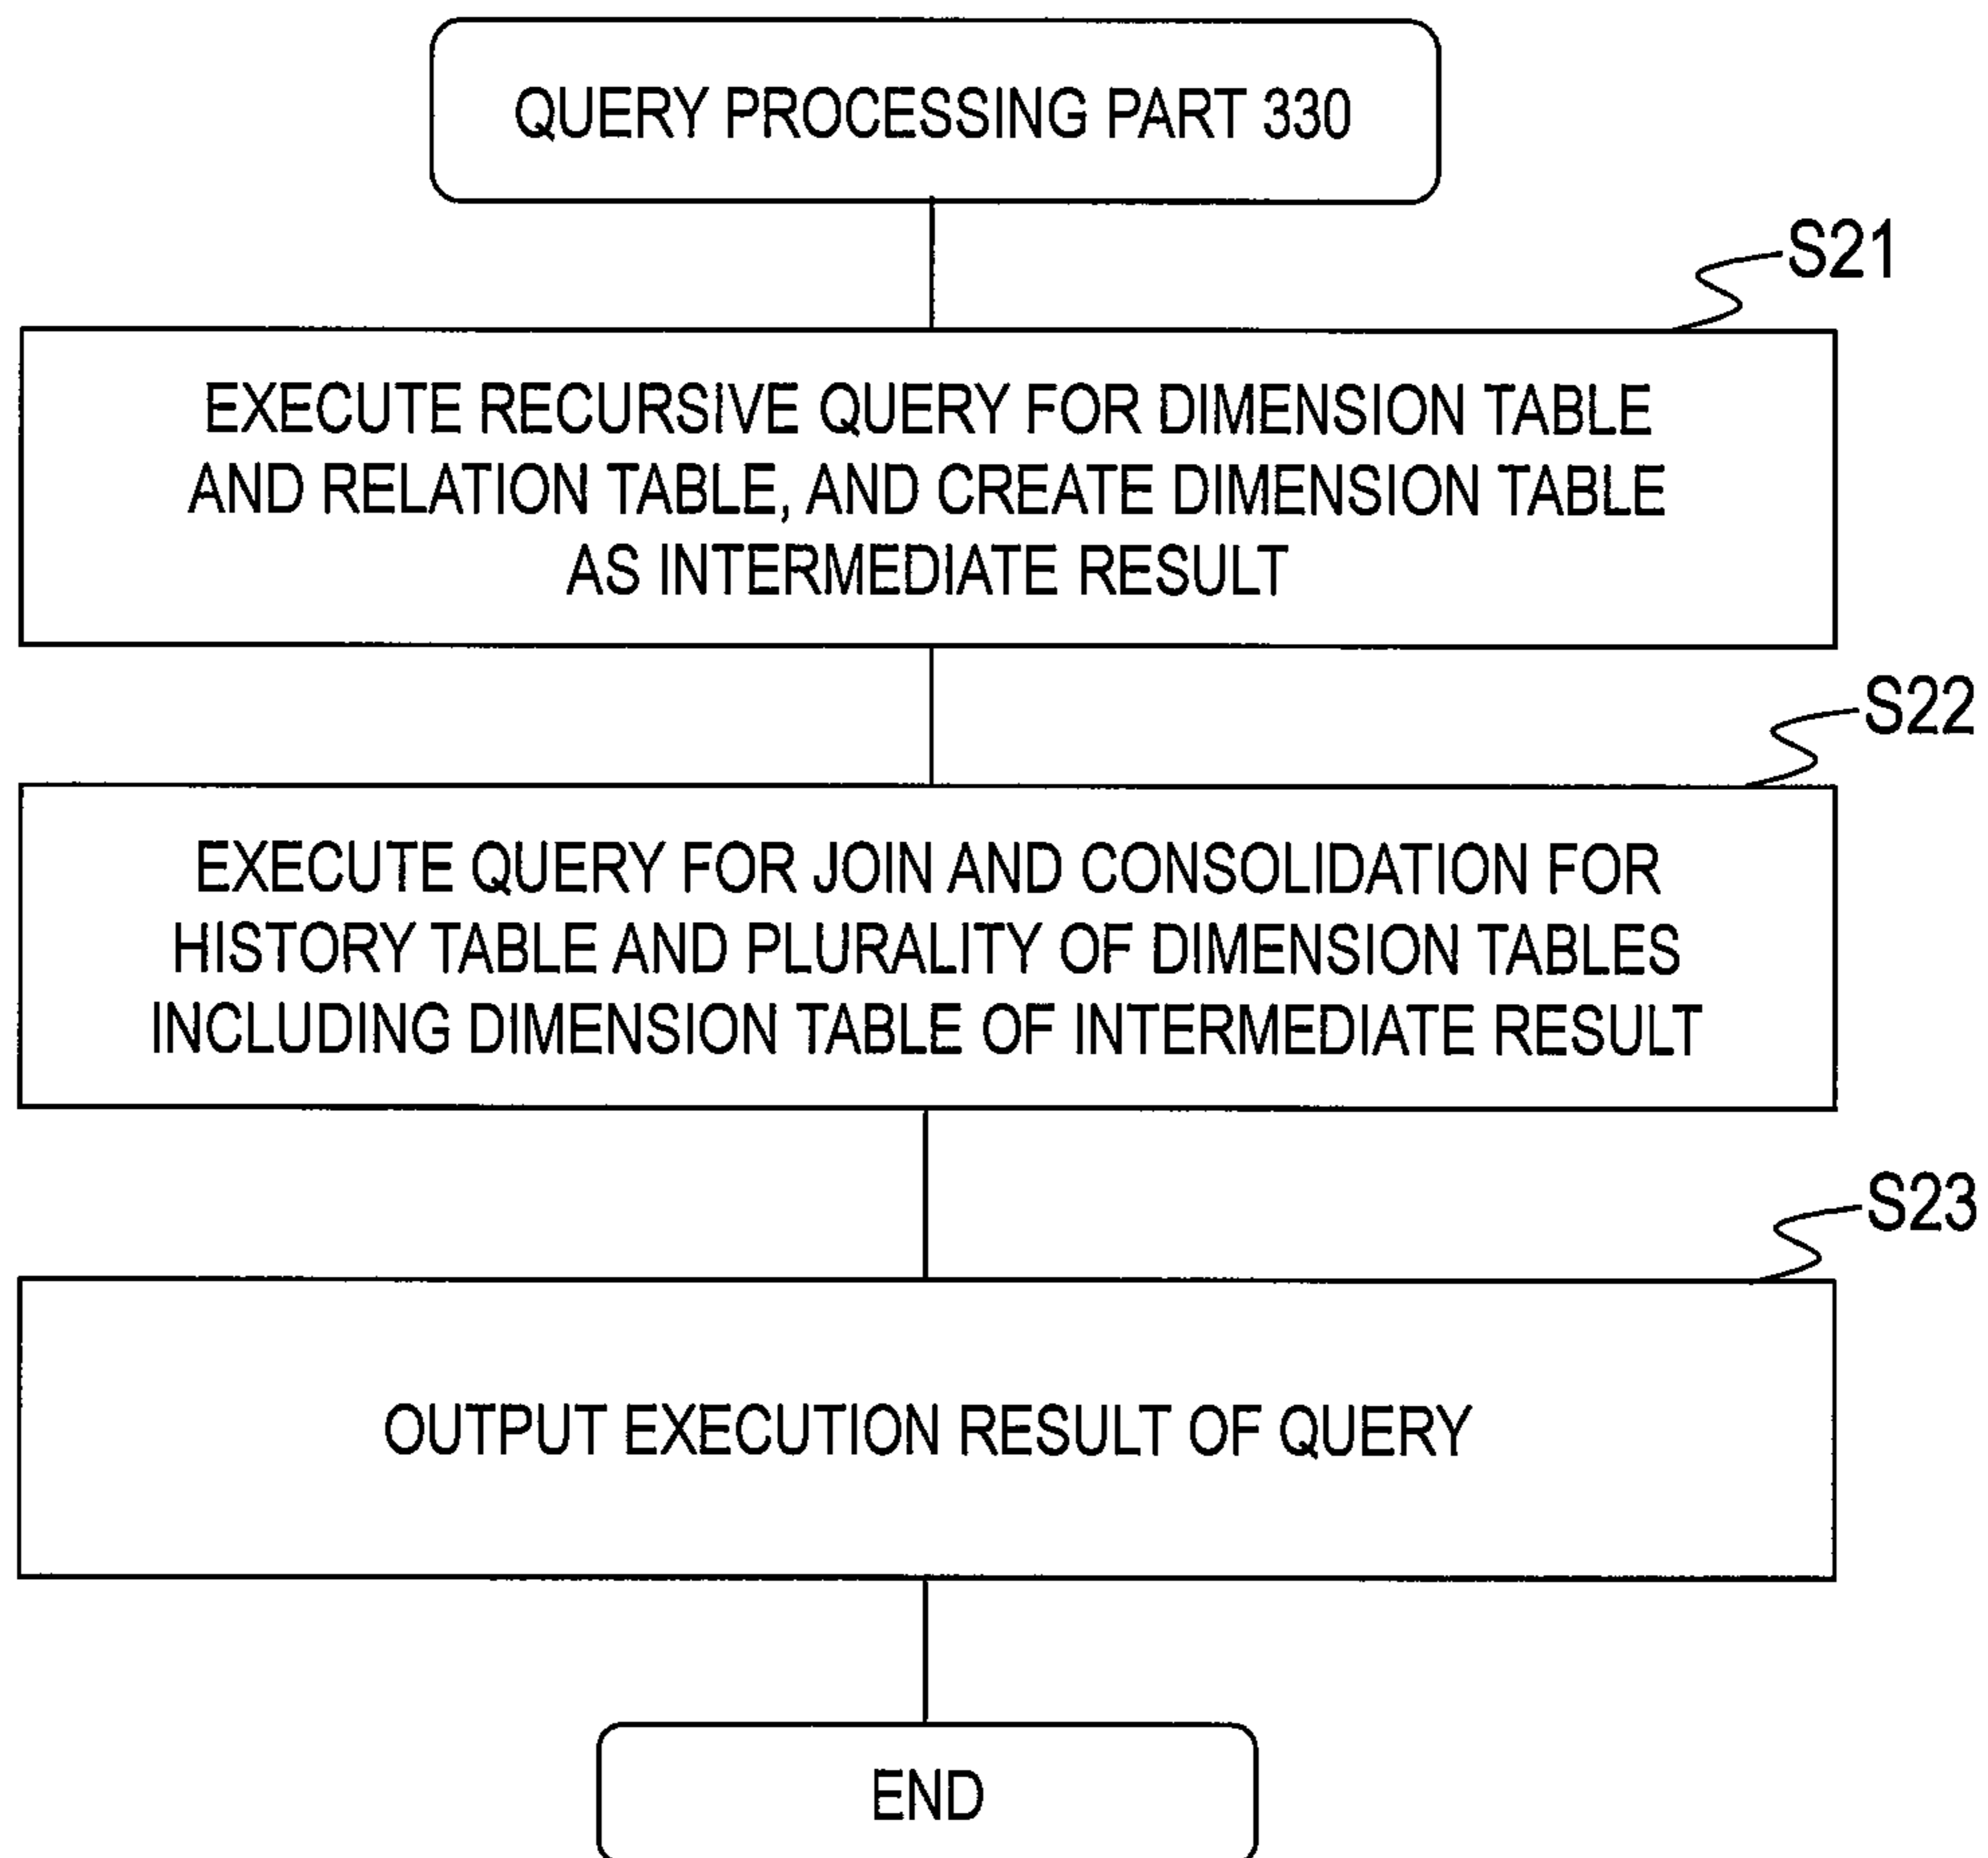 QUERY PROCESSING PART 330
S21
EXECUTE RECURSIVE QUERY FOR DIMENSION TABLE
AND RELATION TABLE, AND CREATE DIMENSION TABLE
AS INTERMEDIATE RESULT
S22
EXECUTE QUERY FOR JOIN AND CONSOLIDATION FOR
HISTORY TABLE AND PLURALITY OF DIMENSION TABLES
INCLUDING DIMENSION TABLE OF INTERMEDIATE RESULT
S23
OUTPUT EXECUTION RESULT OF QUERY
END